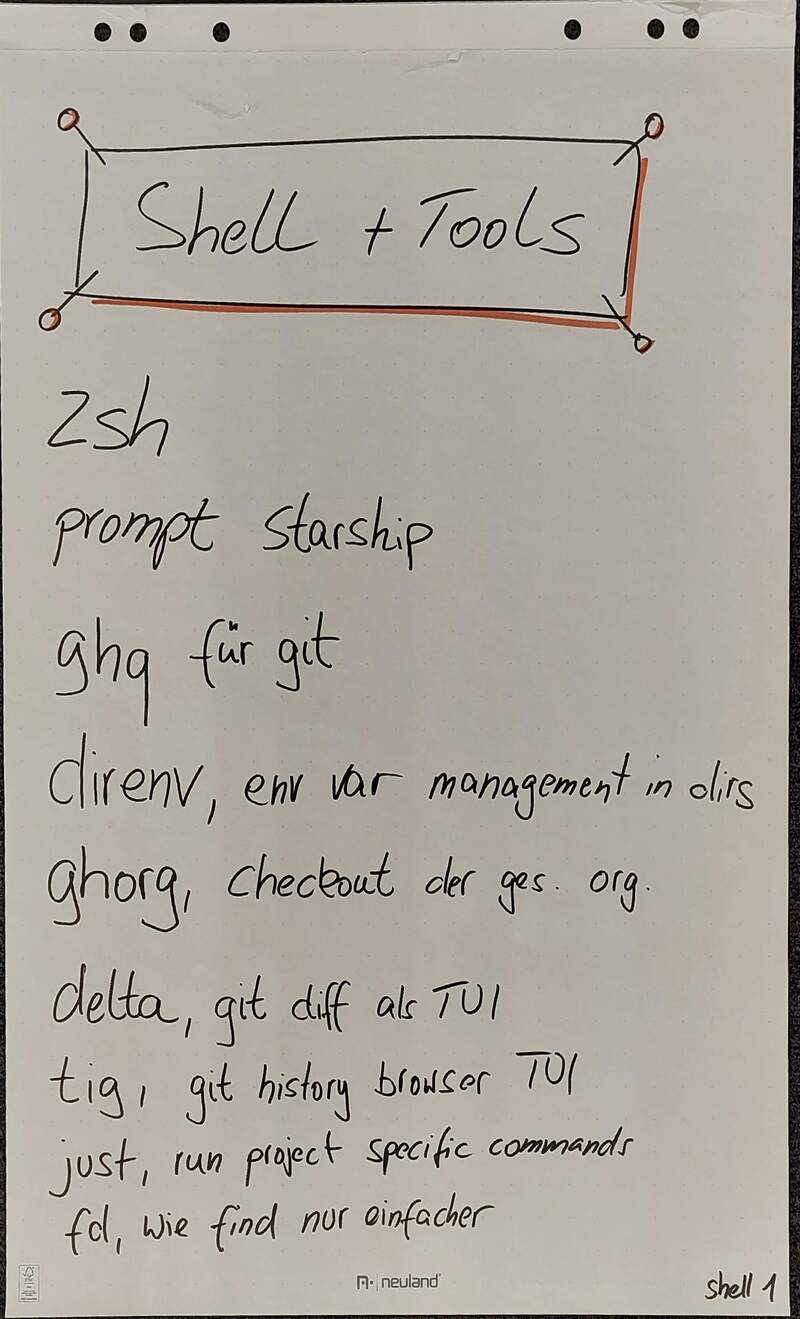 Shell + Tools
zsh
prompt starship
ghq für git
direnv, env var management in dirs
ghorg, checkout der ges. org.
delta, git diff als TUI
tig, git history browser TUI
just, run project specific commands
fd, wie find nur einfacher
neuland
shell 1